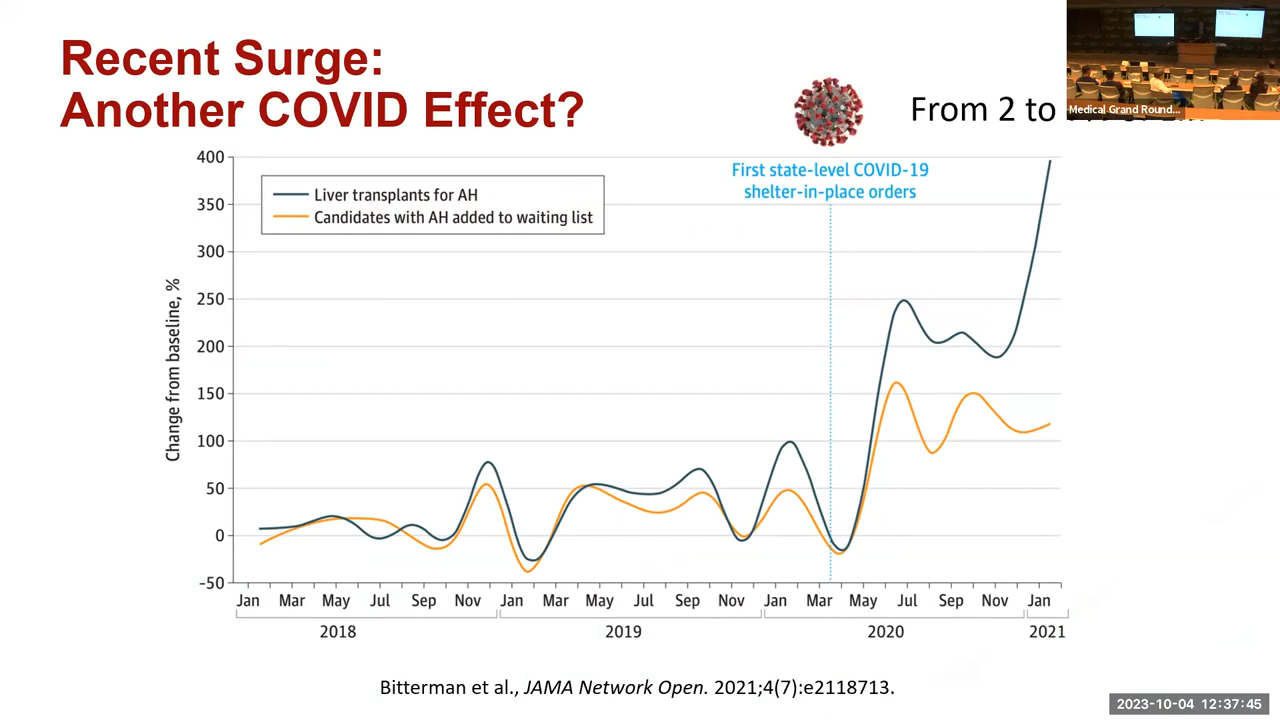 Recent Surge:
Another COVID Effect?
From 2 to
Medical Grand Round...
First state-level COVID-19
shelter-in-place orders
Liver transplants for AH
Candidates with AH added to waiting list
Change from baseline, %
400
350
300
250
200
150
100
50
0
-50
Jan Mar May Jul Sep Nov Jan Mar May Jul Sep Nov Jan Mar May Jul Sep Nov Jan
2018 2019 2020 2021
Bitterman et al., JAMA Network Open. 2021;4(7):e2118713.
2023-10-04 12:37:45